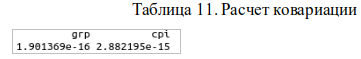 Таблица 11. Расчет ковариации
grp cpi
1.901369e-16 2.882195e-15